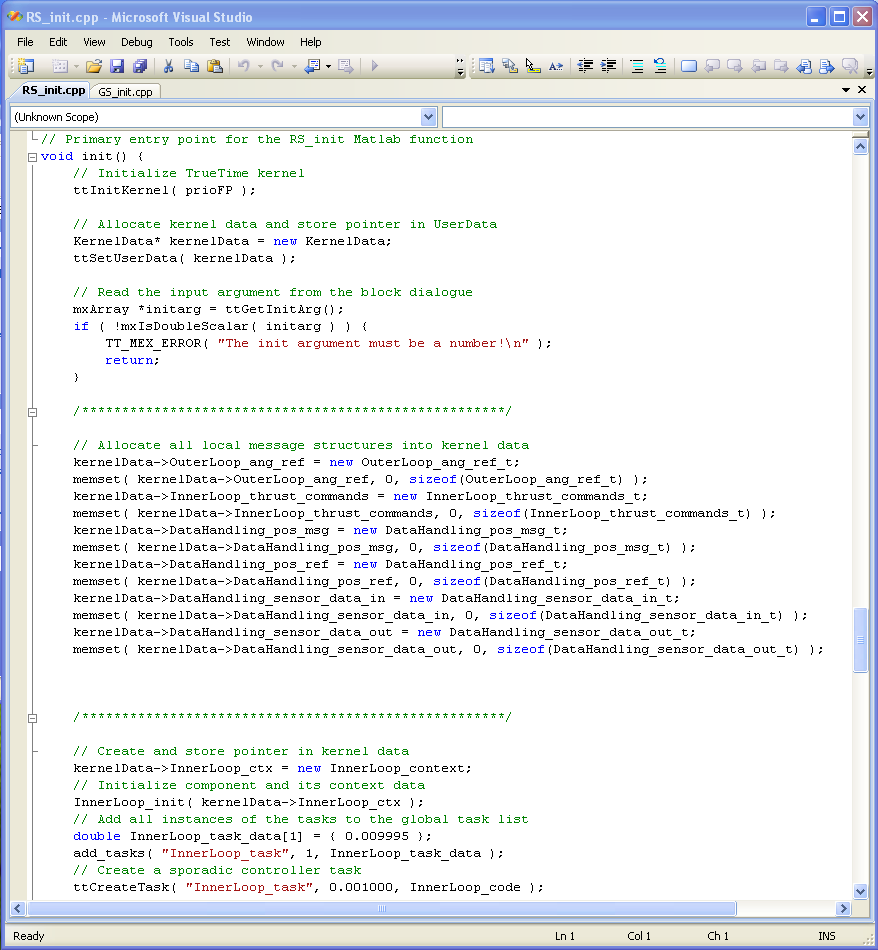 RS_init.cpp - Microsoft Visual Studio
File Edit View Debug Tools Test Window Help
RS_init.cpp GS_init.cpp
(Unknown Scope)
// Primary entry point for the RS_init Matlab function
void init() {
// Initialize TrueTime kernel
ttInitKernel( prioFP );
// Allocate kernel data and store pointer in UserData
KernelData* kernelData = new KernelData;
ttSetUserData( kernelData );
// Read the input argument from the block dialogue
mxArray *initarg = ttGetInitArg();
if ( !mxIsDoubleScalar( initarg ) ) {
TT_MEX_ERROR( "The init argument must be a number!\n" );
return;
}
/*****************************************************/
// Allocate all local message structures into kernel data
kernelData->OuterLoop_ang_ref = new OuterLoop_ang_ref_t;
memset( kernelData->OuterLoop_ang_ref, 0, sizeof(OuterLoop_ang_ref_t) );
kernelData->InnerLoop_thrust_commands = new InnerLoop_thrust_commands_t;
memset( kernelData->InnerLoop_thrust_commands, 0, sizeof(InnerLoop_thrust_commands_t) );
kernelData->DataHandling_pos_msg = new DataHandling_pos_msg_t;
memset( kernelData->DataHandling_pos_msg, 0, sizeof(DataHandling_pos_msg_t) );
kernelData->DataHandling_pos_ref = new DataHandling_pos_ref_t;
memset( kernelData->DataHandling_pos_ref, 0, sizeof(DataHandling_pos_ref_t) );
kernelData->DataHandling_sensor_data_in = new DataHandling_sensor_data_in_t;
memset( kernelData->DataHandling_sensor_data_in, 0, sizeof(DataHandling_sensor_data_in_t) );
kernelData->DataHandling_sensor_data_out = new DataHandling_sensor_data_out_t;
memset( kernelData->DataHandling_sensor_data_out, 0, sizeof(DataHandling_sensor_data_out_t) );
/*****************************************************/
// Create and store pointer in kernel data
kernelData->InnerLoop_ctx = new InnerLoop_context;
// Initialize component and its context data
InnerLoop_init( kernelData->InnerLoop_ctx );
// Add all instances of the tasks to the global task list
double InnerLoop_task_data[1] = { 0.009995 };
add_tasks( "InnerLoop_task", 1, InnerLoop_task_data );
// Create a sporadic controller task
ttCreateTask( "InnerLoop_task", 0.001000, InnerLoop_code );
Ready Ln 1 Col 1 Ch 1 INS